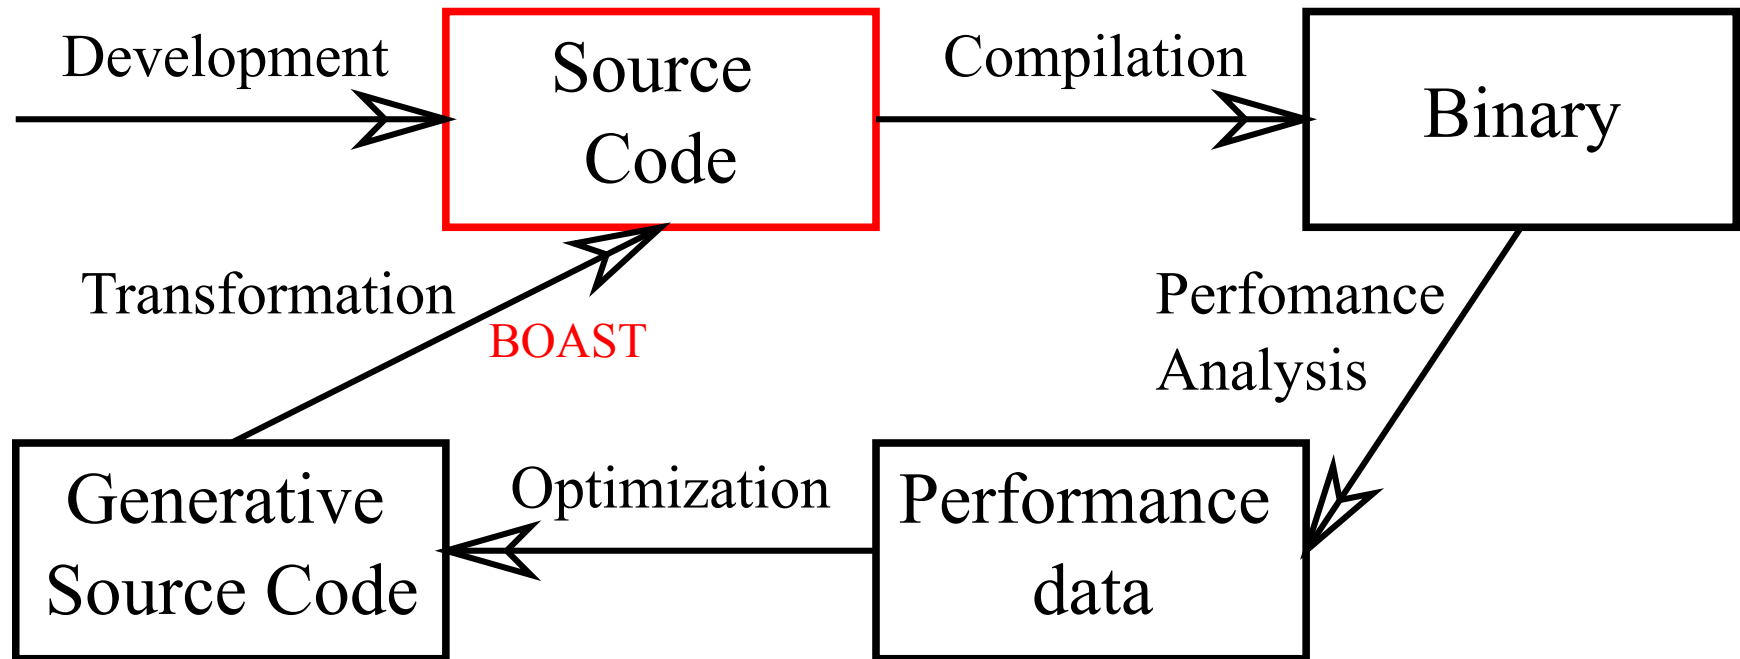 Development
Source
Code
Compilation
Binary
Transformation
BOAST
Perfomance
Analysis
Generative
Source Code
Optimization
Performance
data